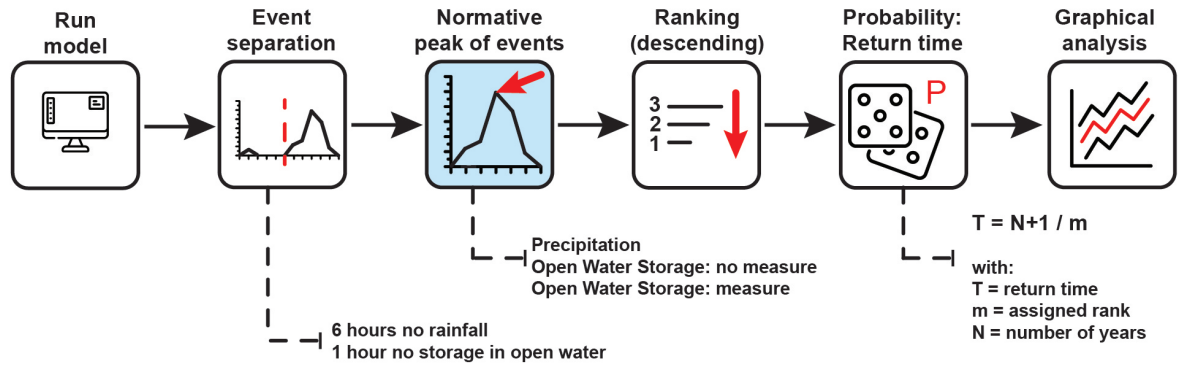 Run
model
Event
separation
Normative
peak of events
Ranking
(descending)
Probability:
Return time
Graphical
analysis
3
2
1
P
Precipitation
Open Water Storage: no measure
Open Water Storage: measure
6 hours no rainfall
1 hour no storage in open water
T = N+1 / m
with:
T = return time
m = assigned rank
N = number of years